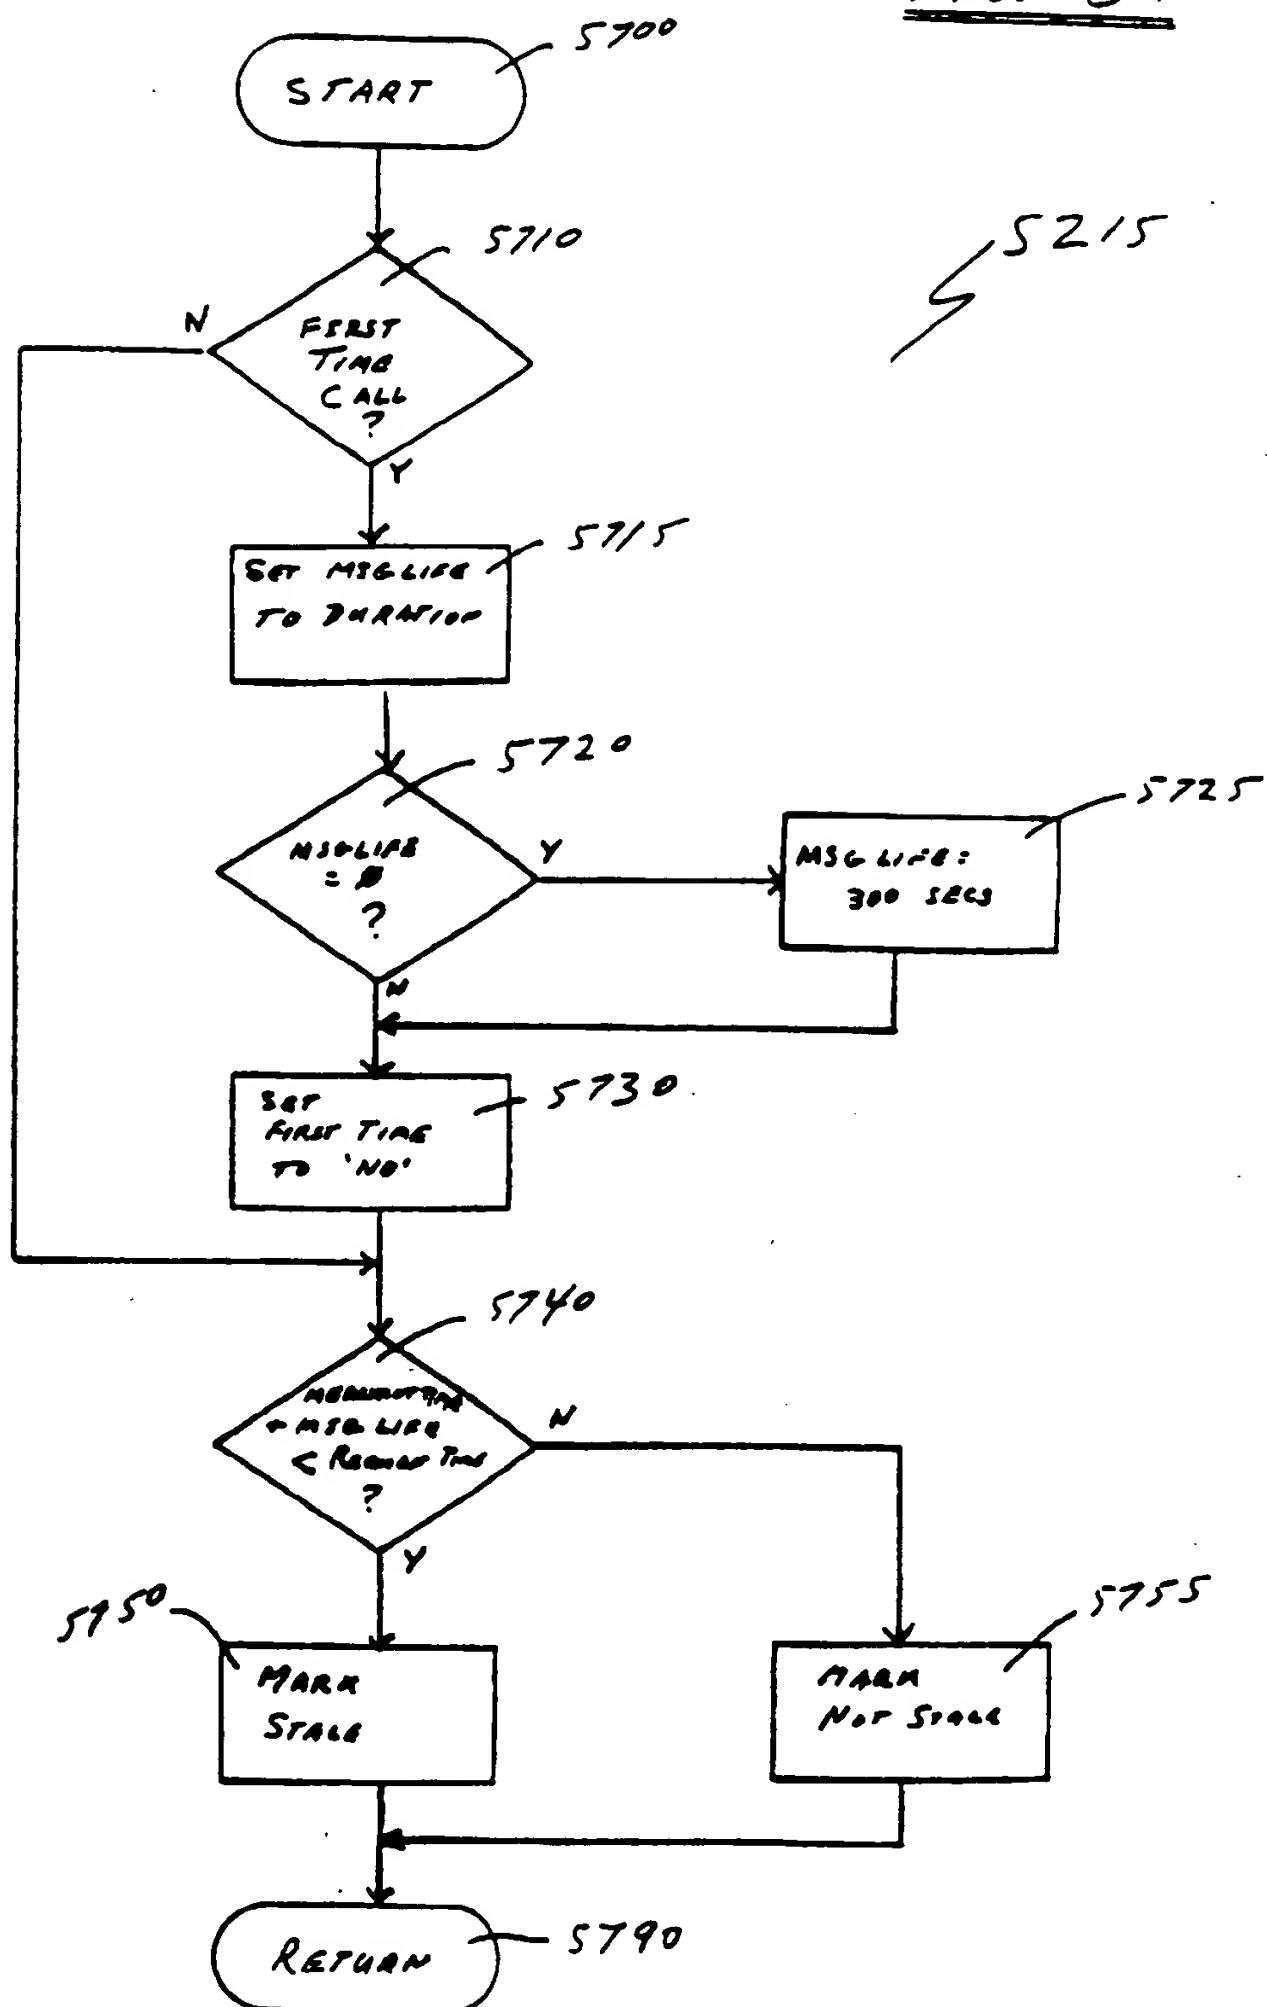 5700
START
5710
5215
N
FIRST
TIME
CALL
?
Y
5715
SET MSGLIFE
TO DURATION
5720
5725
MSGLIFE
= 0
?
Y
MSG LIFE =
300 SECS
N
5730
SET
FIRST TIME
TO 'NO'
5740
+ MSG LIFE
N
<
TIME
?
Y
5750
5755
MARK
STALE
MARK
NOT STALE
RETURN
5790